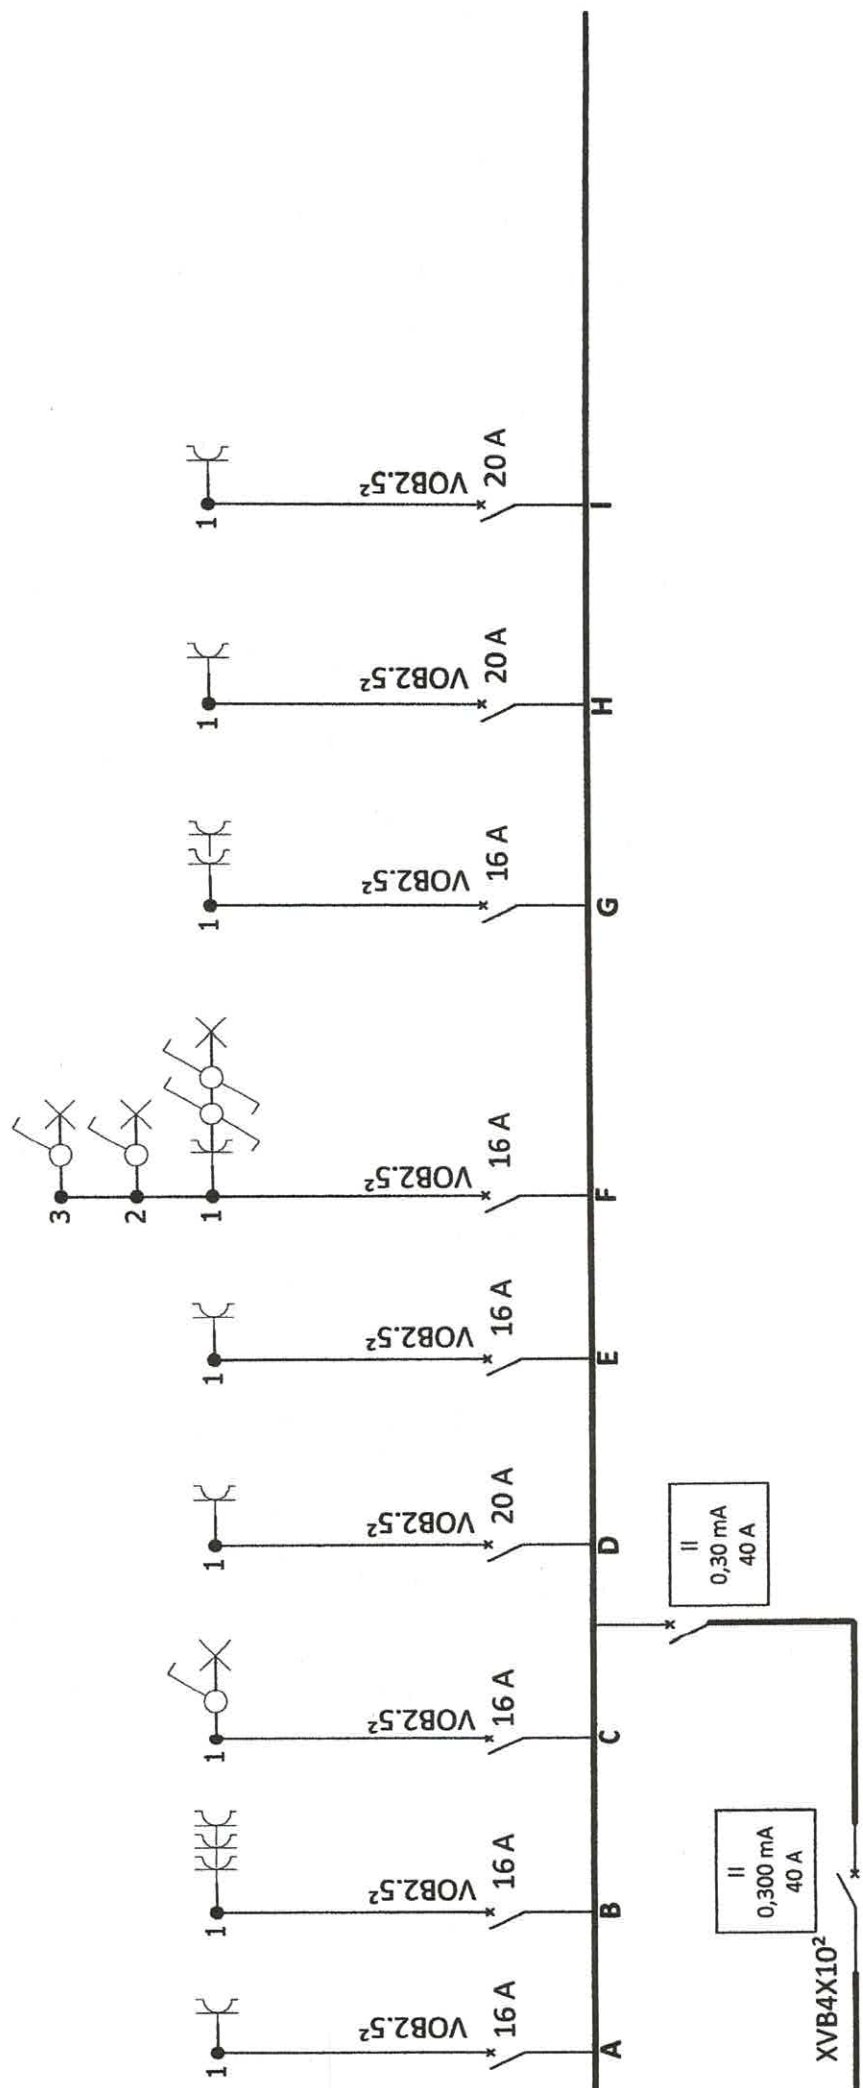 3
2
1
1
1
1
1
1
1
1
1
VOB2.5²
VOB2.5²
VOB2.5²
VOB2.5²
VOB2.5²
VOB2.5²
VOB2.5²
VOB2.5²
VOB2.5²
16 A
16 A
16 A
20 A
16 A
16 A
16 A
20 A
20 A
A
B
C
D
E
F
G
H
I
II
0,30 mA
40 A
II
0,300 mA
40 A
XVB4X10²